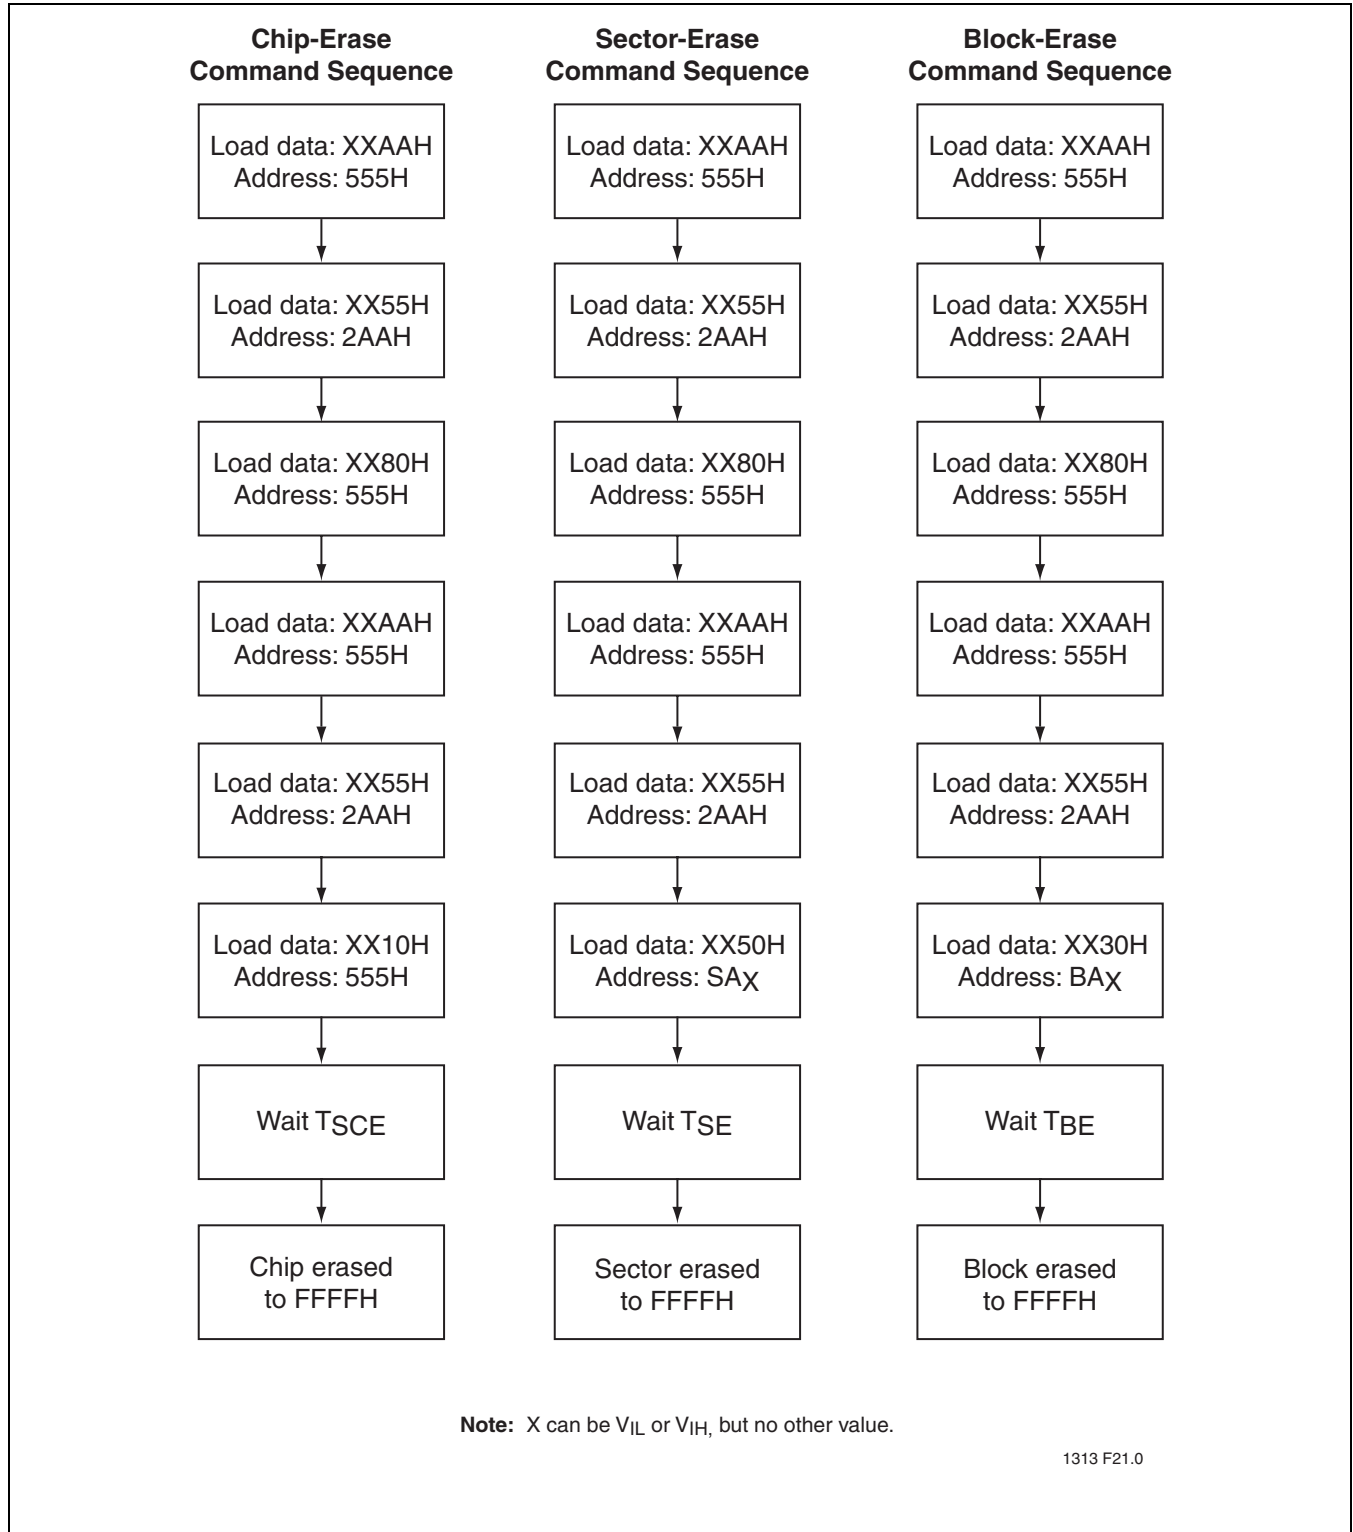 Chip-Erase
Command Sequence
Load data: XXAAH
Address: 555H
Load data: XX55H
Address: 2AAH
Load data: XX80H
Address: 555H
Load data: XXAAH
Address: 555H
Load data: XX55H
Address: 2AAH
Load data: XX10H
Address: 555H
Wait TSCE
Chip erased
to FFFFH
Sector-Erase
Command Sequence
Load data: XXAAH
Address: 555H
Load data: XX55H
Address: 2AAH
Load data: XX80H
Address: 555H
Load data: XXAAH
Address: 555H
Load data: XX55H
Address: 2AAH
Load data: XX50H
Address: SAX
Wait TSE
Sector erased
to FFFFH
Block-Erase
Command Sequence
Load data: XXAAH
Address: 555H
Load data: XX55H
Address: 2AAH
Load data: XX80H
Address: 555H
Load data: XXAAH
Address: 555H
Load data: XX55H
Address: 2AAH
Load data: XX30H
Address: BAX
Wait TBE
Block erased
to FFFFH
Note: X can be VIL or VIH, but no other value.
1313 F21.0